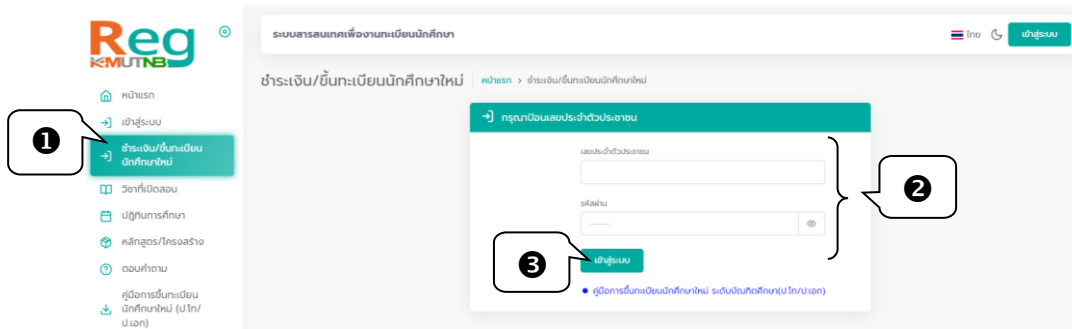 Reg
KMUTNB
ระบบสารสนเทศเพื่องานทะเบียนนักศึกษา
ไทย
เข้าสู่ระบบ
ชำระเงิน/ขึ้นทะเบียนนักศึกษาใหม่
หน้าแรก > ชำระเงิน/ขึ้นทะเบียนนักศึกษาใหม่
หน้าแรก
เข้าสู่ระบบ
ชำระเงิน/ขึ้นทะเบียน
นักศึกษาใหม่
วิชาที่เปิดสอน
ปฏิทินการศึกษา
หลักสูตร/โครงสร้าง
ตอบคำถาม
คู่มือการขึ้นทะเบียน
นักศึกษาใหม่ (ป.โท/
ป.เอก)
❶
กรุณาป้อนเลขประจำตัวประชาชน
เลขประจำตัวประชาชน
รหัสผ่าน
❷
❸
เข้าสู่ระบบ
คู่มือการขึ้นทะเบียนนักศึกษาใหม่ ระดับบัณฑิตศึกษา(ป.โท/ป.เอก)